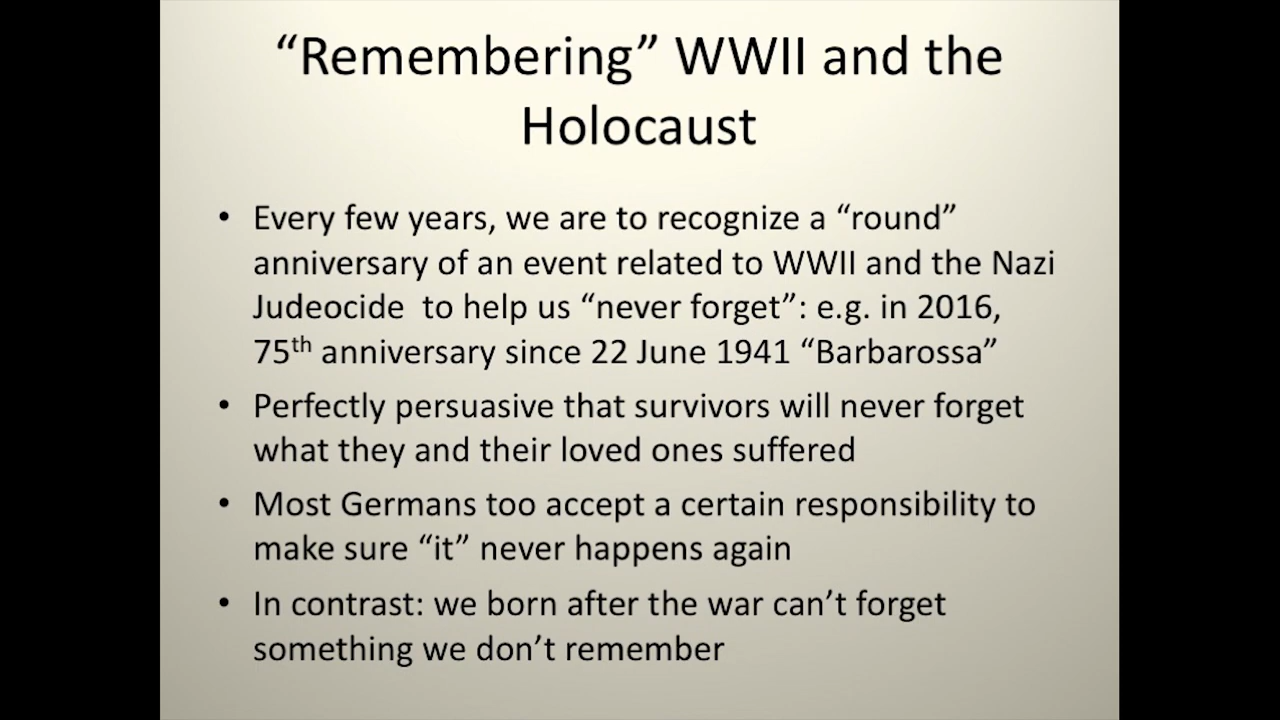 “Remembering” WWII and the
Holocaust
• Every few years, we are to recognize a “round”
anniversary of an event related to WWII and the Nazi
Judeocide  to help us “never forget”: e.g. in 2016,
75th anniversary since 22 June 1941 “Barbarossa”
• Perfectly persuasive that survivors will never forget
what they and their loved ones suffered
• Most Germans too accept a certain responsibility to
make sure “it” never happens again
• In contrast: we born after the war can’t forget
something we don’t remember